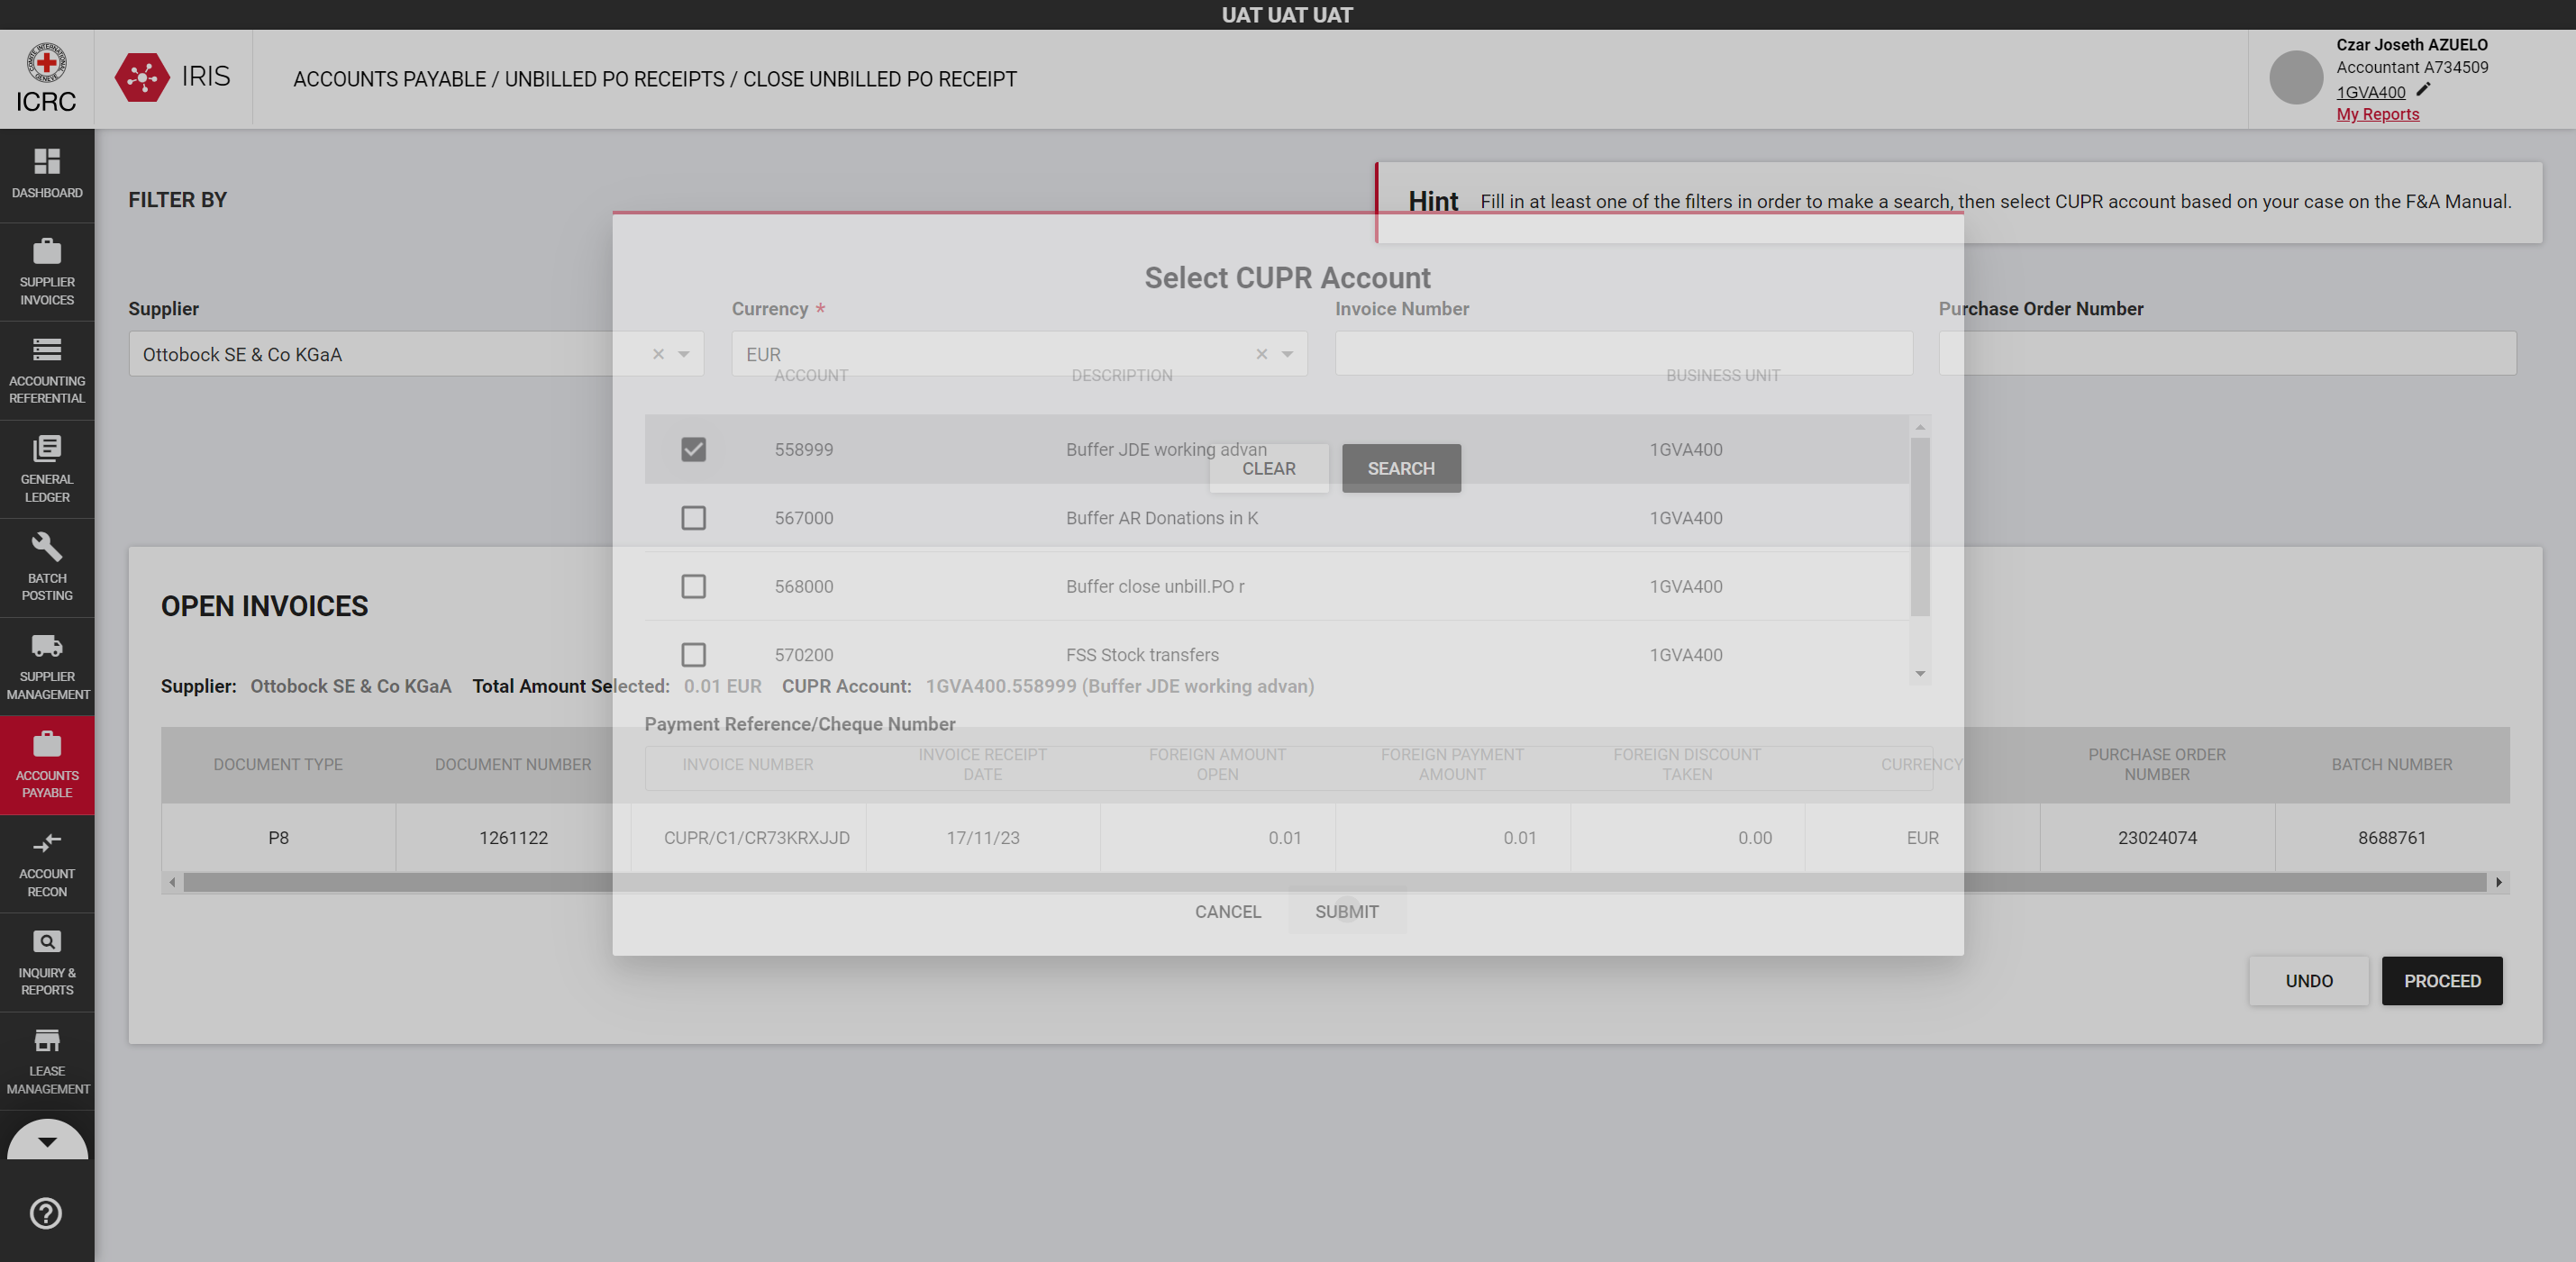 UAT UAT UAT
COMITE INTERNATIONAL GENEVE
ICRC
IRIS
ACCOUNTS PAYABLE / UNBILLED PO RECEIPTS / CLOSE UNBILLED PO RECEIPT
Czar Joseth AZUELO
Accountant A734509
1GVA400
My Reports
DASHBOARD
SUPPLIER
INVOICES
ACCOUNTING
REFERENTIAL
GENERAL
LEDGER
BATCH
POSTING
SUPPLIER
MANAGEMENT
ACCOUNTS
PAYABLE
ACCOUNT
RECON
INQUIRY &
REPORTS
LEASE
MANAGEMENT
FILTER BY
Hint Fill in at least one of the filters in order to make a search, then select CUPR account based on your case on the F&A Manual.
Supplier Currency * Invoice Number Purchase Order Number
Ottobock SE & Co KGaA EUR
CLEAR SEARCH
Select CUPR Account
ACCOUNT DESCRIPTION BUSINESS UNIT
558999 Buffer JDE working advan 1GVA400
567000 Buffer AR Donations in K 1GVA400
568000 Buffer close unbill.PO r 1GVA400
570200 FSS Stock transfers 1GVA400
Payment Reference/Cheque Number
CANCEL SUBMIT
OPEN INVOICES
Supplier: Ottobock SE & Co KGaA Total Amount Selected: 0.01 EUR CUPR Account: 1GVA400.558999 (Buffer JDE working advan)
DOCUMENT TYPE DOCUMENT NUMBER INVOICE NUMBER INVOICE RECEIPT DATE FOREIGN AMOUNT OPEN FOREIGN PAYMENT AMOUNT FOREIGN DISCOUNT TAKEN CURRENCY PURCHASE ORDER NUMBER BATCH NUMBER
P8 1261122 CUPR/C1/CR73KRXJJD 17/11/23 0.01 0.01 0.00 EUR 23024074 8688761
UNDO PROCEED